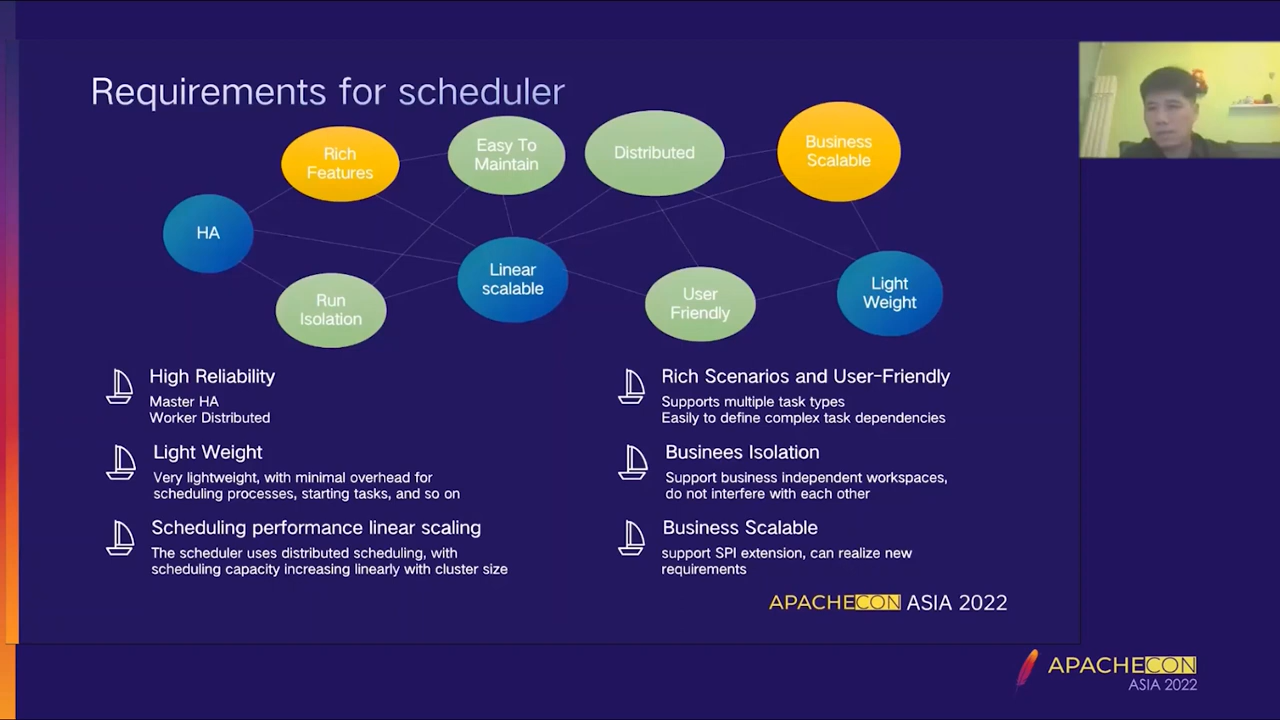 Requirements for scheduler
Rich
Features
Easy To
Maintain
Distributed
Business
Scalable
HA
Run
Isolation
Linear
scalable
User
Friendly
Light
Weight
High Reliability
Master HA
Worker Distributed
Light Weight
Very lightweight, with minimal overhead for
scheduling processes, starting tasks, and so on
Scheduling performance linear scaling
The scheduler uses distributed scheduling, with
scheduling capacity increasing linearly with cluster size
Rich Scenarios and User-Friendly
Supports multiple task types
Easily to define complex task dependencies
Businees Isolation
Support business independent workspaces,
do not interfere with each other
Business Scalable
support SPI extension, can realize new
requirements
APACHECON ASIA 2022
APACHECON
ASIA 2022